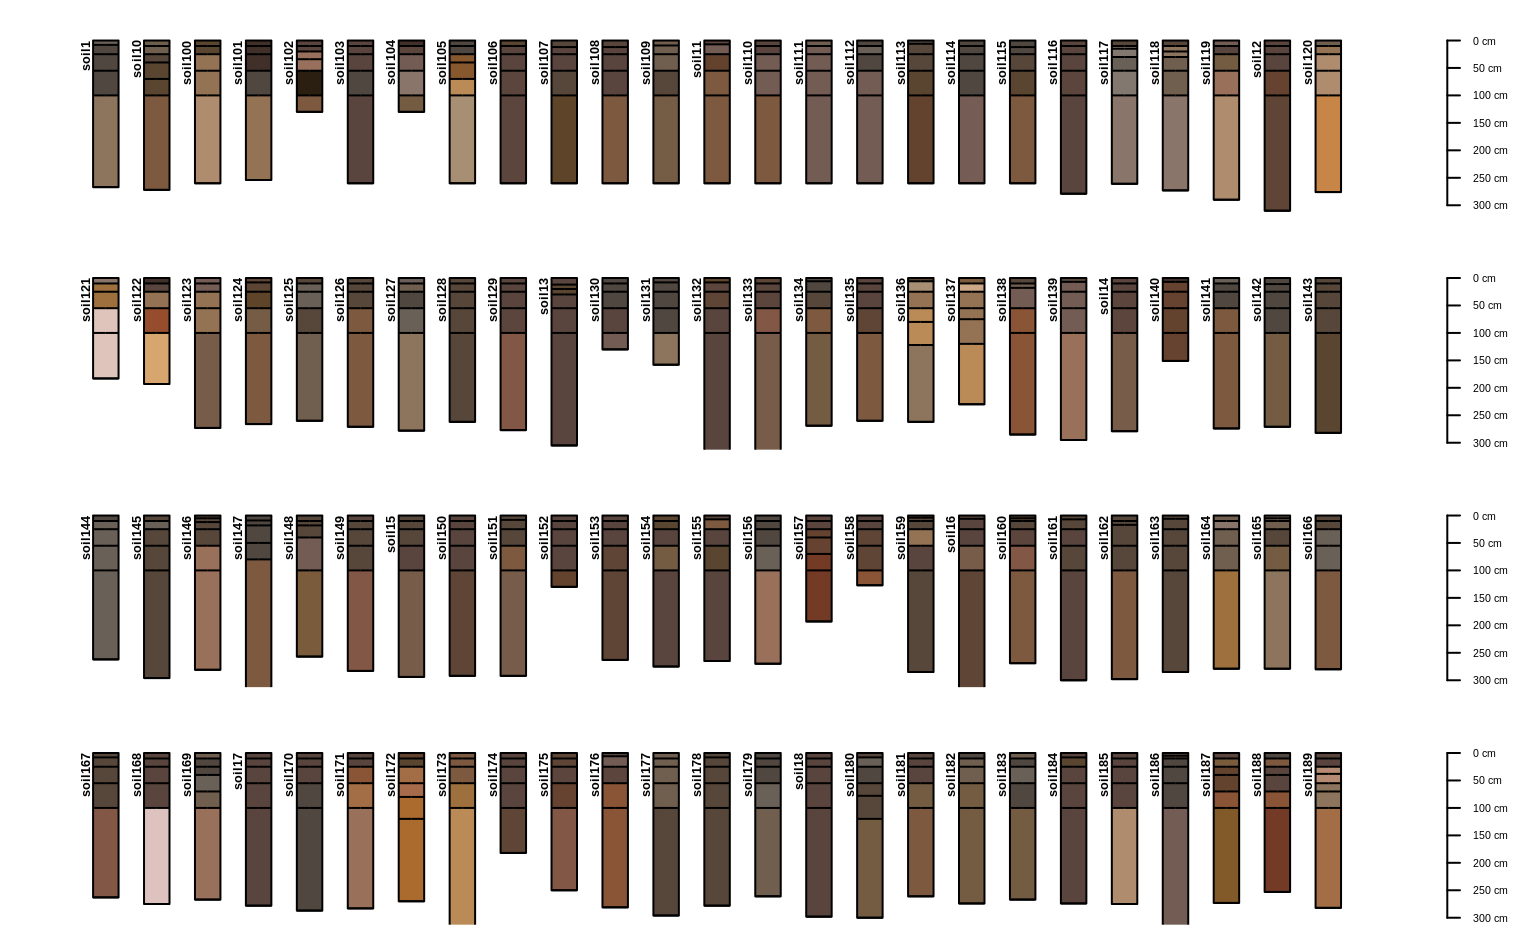 soil1 soil10 soil100 soil101 soil102 soil103 soil104 soil105 soil106 soil107 soil108 soil109 soil11 soil110 soil111 soil112 soil113 soil114 soil115 soil116 soil117 soil118 soil119 soil12 soil120
0 cm
50 cm
100 cm
150 cm
200 cm
250 cm
300 cm
soil121 soil122 soil123 soil124 soil125 soil126 soil127 soil128 soil129 soil13 soil130 soil131 soil132 soil133 soil134 soil135 soil136 soil137 soil138 soil139 soil14 soil140 soil141 soil142 soil143
0 cm
50 cm
100 cm
150 cm
200 cm
250 cm
300 cm
soil144 soil145 soil146 soil147 soil148 soil149 soil15 soil150 soil151 soil152 soil153 soil154 soil155 soil156 soil157 soil158 soil159 soil16 soil160 soil161 soil162 soil163 soil164 soil165 soil166
0 cm
50 cm
100 cm
150 cm
200 cm
250 cm
300 cm
soil167 soil168 soil169 soil17 soil170 soil171 soil172 soil173 soil174 soil175 soil176 soil177 soil178 soil179 soil18 soil180 soil181 soil182 soil183 soil184 soil185 soil186 soil187 soil188 soil189
0 cm
50 cm
100 cm
150 cm
200 cm
250 cm
300 cm